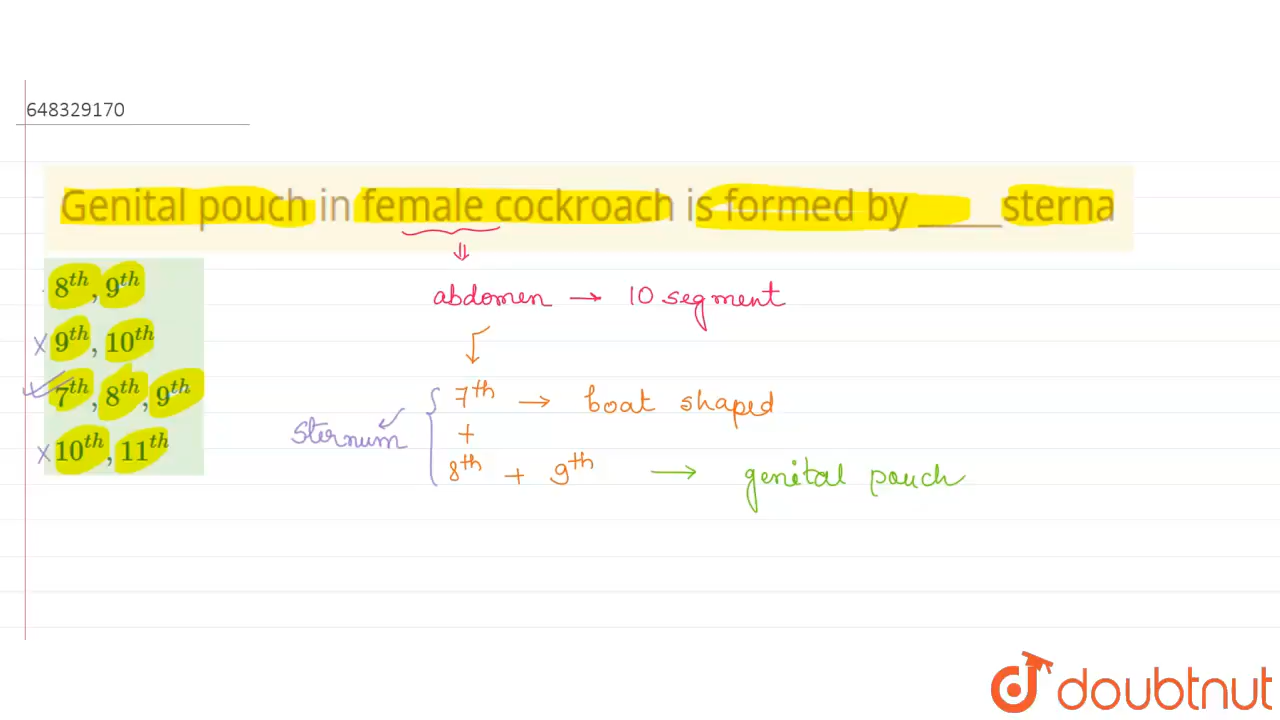 648329170
Genital pouch in female cockroach is formed by _____ sterna
8th, 9th
abdomen → 10 segment
x 9th, 10th
✓ 7th, 8th, 9th
7th → boat shaped
sternum
+
x 10th, 11th
8th + 9th → genital pouch
doubtnut